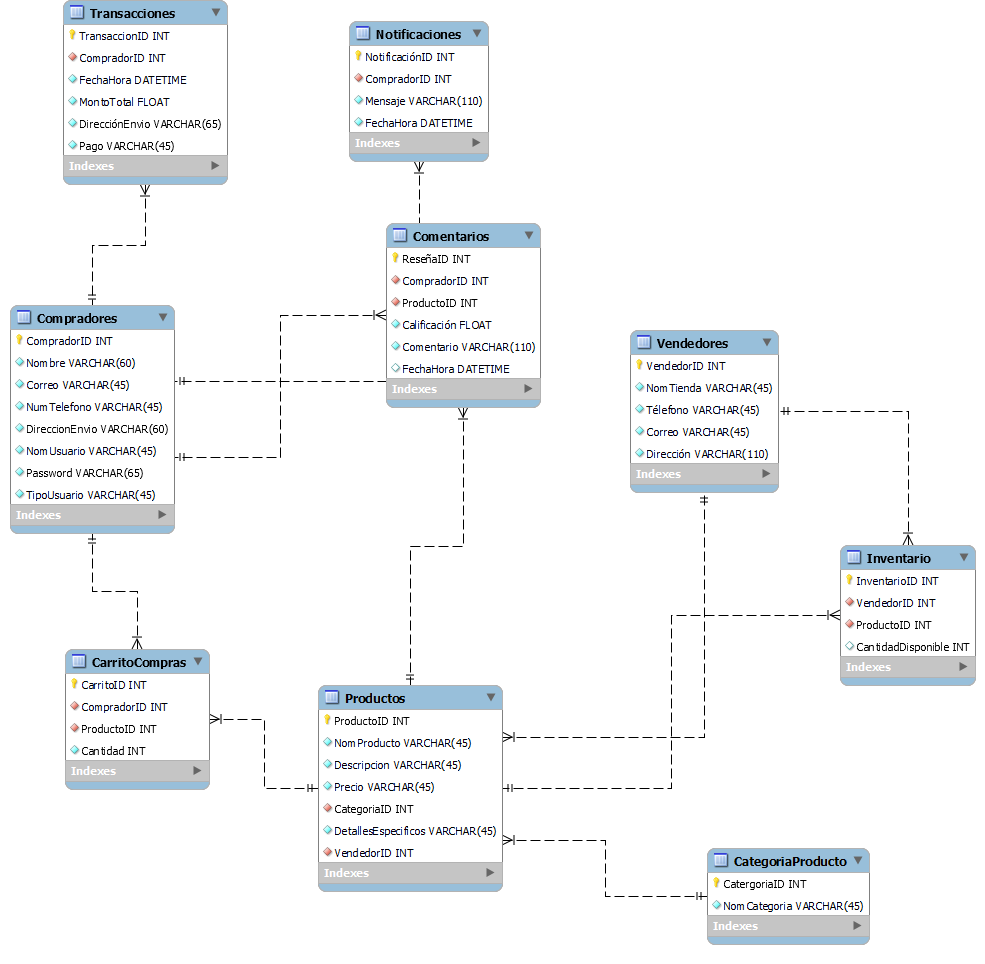 Transacciones
TransaccionID INT
CompradorID INT
FechaHora DATETIME
MontoTotal FLOAT
DirecciónEnvio VARCHAR(65)
Pago VARCHAR(45)
Indexes
Notificaciones
NotificaciónID INT
CompradorID INT
Mensaje VARCHAR(110)
FechaHora DATETIME
Indexes
Comentarios
ReseñaID INT
CompradorID INT
ProductoID INT
Calificación FLOAT
Comentario VARCHAR(110)
FechaHora DATETIME
Indexes
Compradores
CompradorID INT
Nombre VARCHAR(60)
Correo VARCHAR(45)
NumTelefono VARCHAR(45)
DireccionEnvio VARCHAR(60)
NomUsuario VARCHAR(45)
Password VARCHAR(65)
TipoUsuario VARCHAR(45)
Indexes
Vendedores
VendedorID INT
NomTienda VARCHAR(45)
Télefono VARCHAR(45)
Correo VARCHAR(45)
Dirección VARCHAR(110)
Indexes
Inventario
InventarioID INT
VendedorID INT
ProductoID INT
CantidadDisponible INT
Indexes
CarritoCompras
CarritoID INT
CompradorID INT
ProductoID INT
Cantidad INT
Indexes
Productos
ProductoID INT
NomProducto VARCHAR(45)
Descripcion VARCHAR(45)
Precio VARCHAR(45)
CategoriaID INT
DetallesEspecificos VARCHAR(45)
VendedorID INT
Indexes
CategoriaProducto
CatergoriaID INT
NomCategoria VARCHAR(45)
Indexes